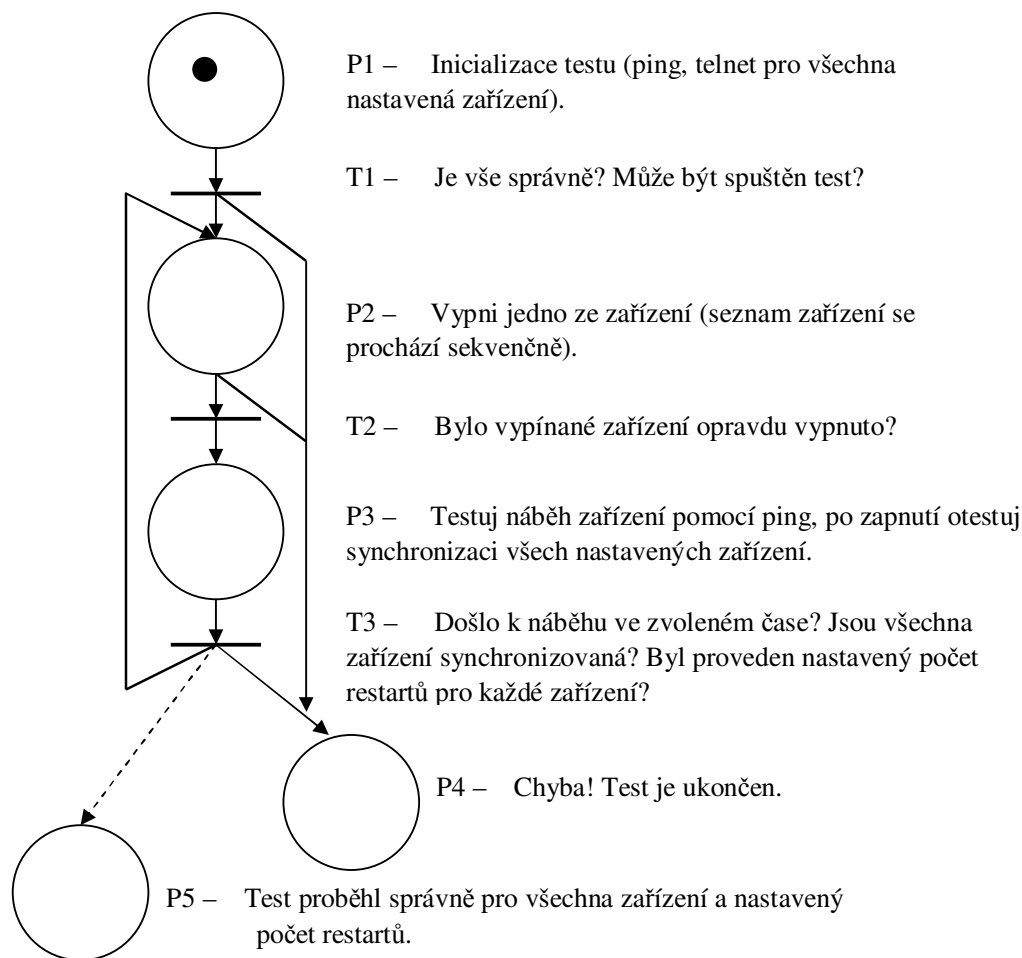 P1 – Inicializace testu (ping, telnet pro všechna
nastavená zařízení).
T1 – Je vše správně? Může být spuštěn test?
P2 – Vypni jedno ze zařízení (seznam zařízení se
prochází sekvenčně).
T2 – Bylo vypínané zařízení opravdu vypnuto?
P3 – Testuj náběh zařízení pomocí ping, po zapnutí otestuj
synchronizaci všech nastavených zařízení.
T3 – Došlo k náběhu ve zvoleném čase? Jsou všechna
zařízení synchronizovaná? Byl proveden nastavený počet
restartů pro každé zařízení?
P4 – Chyba! Test je ukončen.
P5 – Test proběhl správně pro všechna zařízení a nastavený
počet restartů.